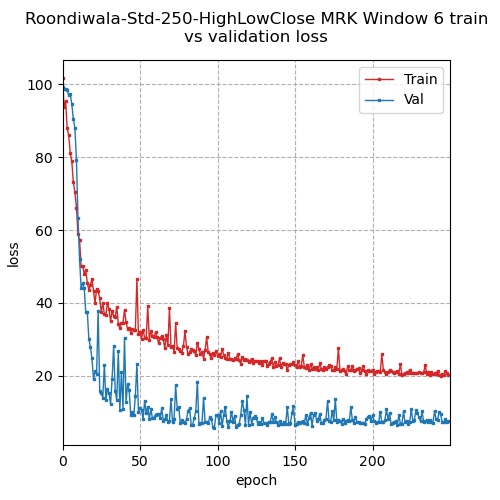 Roondiwala-Std-250-HighLowClose MRK Window 6 train
vs validation loss
Train
Val
100
80
60
40
20
loss
0
50
100
150
200
epoch